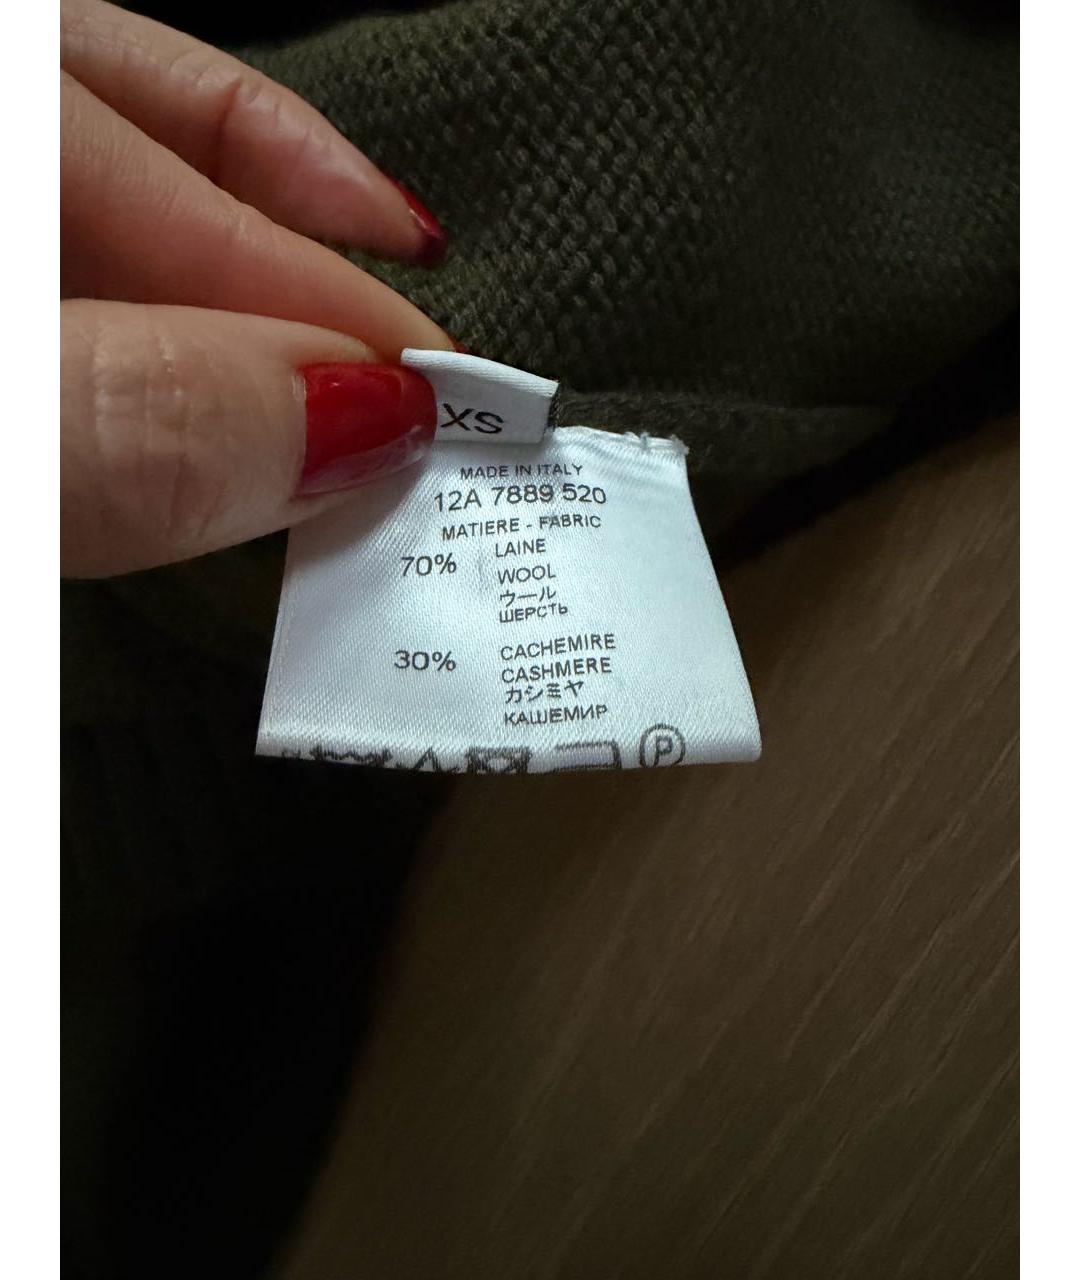 XS
MADE IN ITALY
12A 7889 520
MATIERE - FABRIC
70% LAINE
WOOL
ウール
ШЕРСТЬ
30% CACHEMIRE
CASHMERE
カシミヤ
КАШЕМИР
P